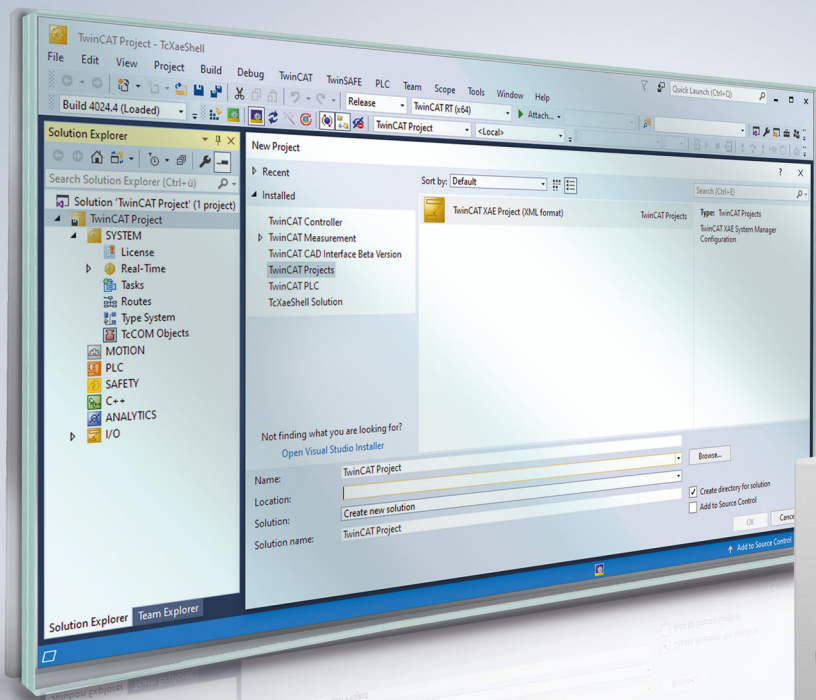 TwinCAT Project - TcXaeShell
File Edit View Project Build Debug TwinCAT TwinSAFE PLC Team Scope Tools Window Help
Quick Launch (Ctrl+Q)
Release TwinCAT RT (x64) Attach...
Build 4024.4 (Loaded) TwinCAT Project <Local>
Solution Explorer
Search Solution Explorer (Ctrl+ü)
Solution 'TwinCAT Project' (1 project)
TwinCAT Project
SYSTEM
License
Real-Time
Tasks
Routes
Type System
TcCOM Objects
MOTION
PLC
SAFETY
C++
ANALYTICS
I/O
Solution Explorer Team Explorer
New Project ? X
Recent
Installed
TwinCAT Controller
TwinCAT Measurement
TwinCAT CAD Interface Beta Version
TwinCAT Projects
TwinCAT PLC
TcXaeShell Solution
Not finding what you are looking for?
Open Visual Studio Installer
Sort by: Default
TwinCAT XAE Project (XML format) TwinCAT Projects
Search (Ctrl+E)
Type: TwinCAT Projects
TwinCAT XAE System Manager
Configuration
Name: TwinCAT Project
Location:
Browse...
Solution: Create new solution
Solution name: TwinCAT Project
Create directory for solution
Add to Source Control
OK Cance
Add to Source Control